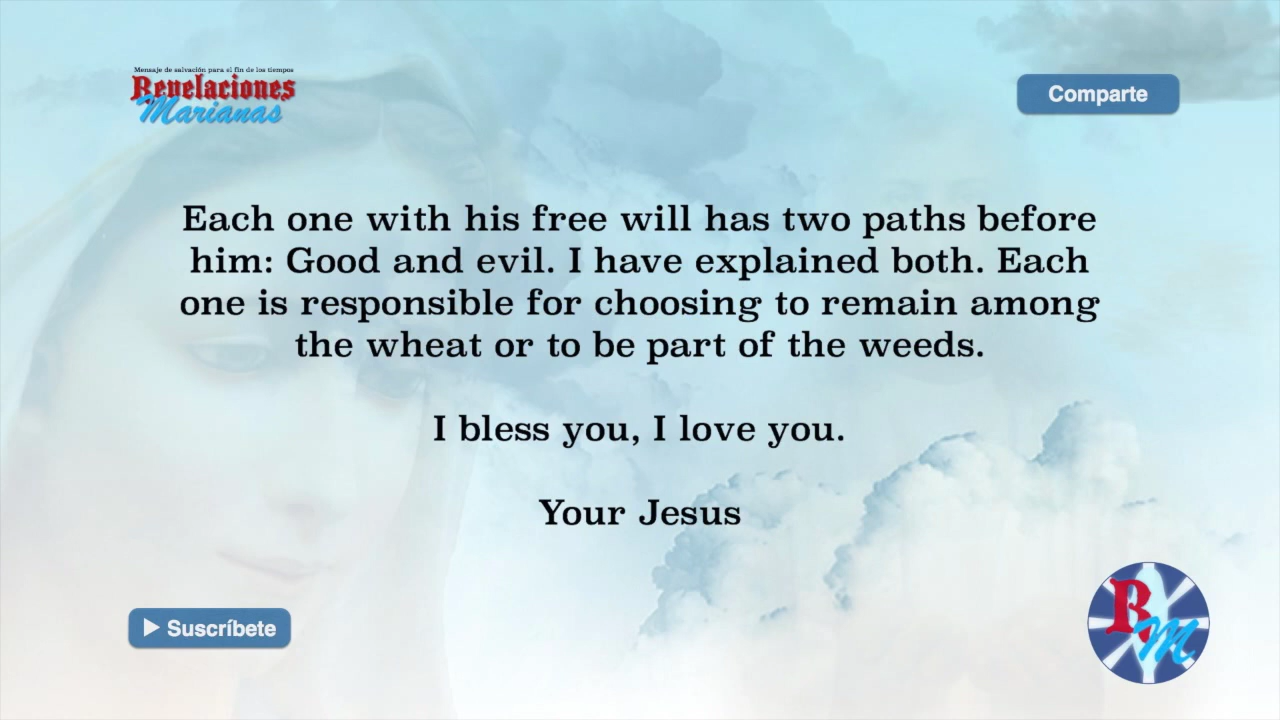 Mensaje de salvación para el fin de los tiempos
Revelaciones
Marianas
Comparte
Each one with his free will has two paths before
him: Good and evil. I have explained both. Each
one is responsible for choosing to remain among
the wheat or to be part of the weeds.
I bless you, I love you.
Your Jesus
Suscríbete
RM